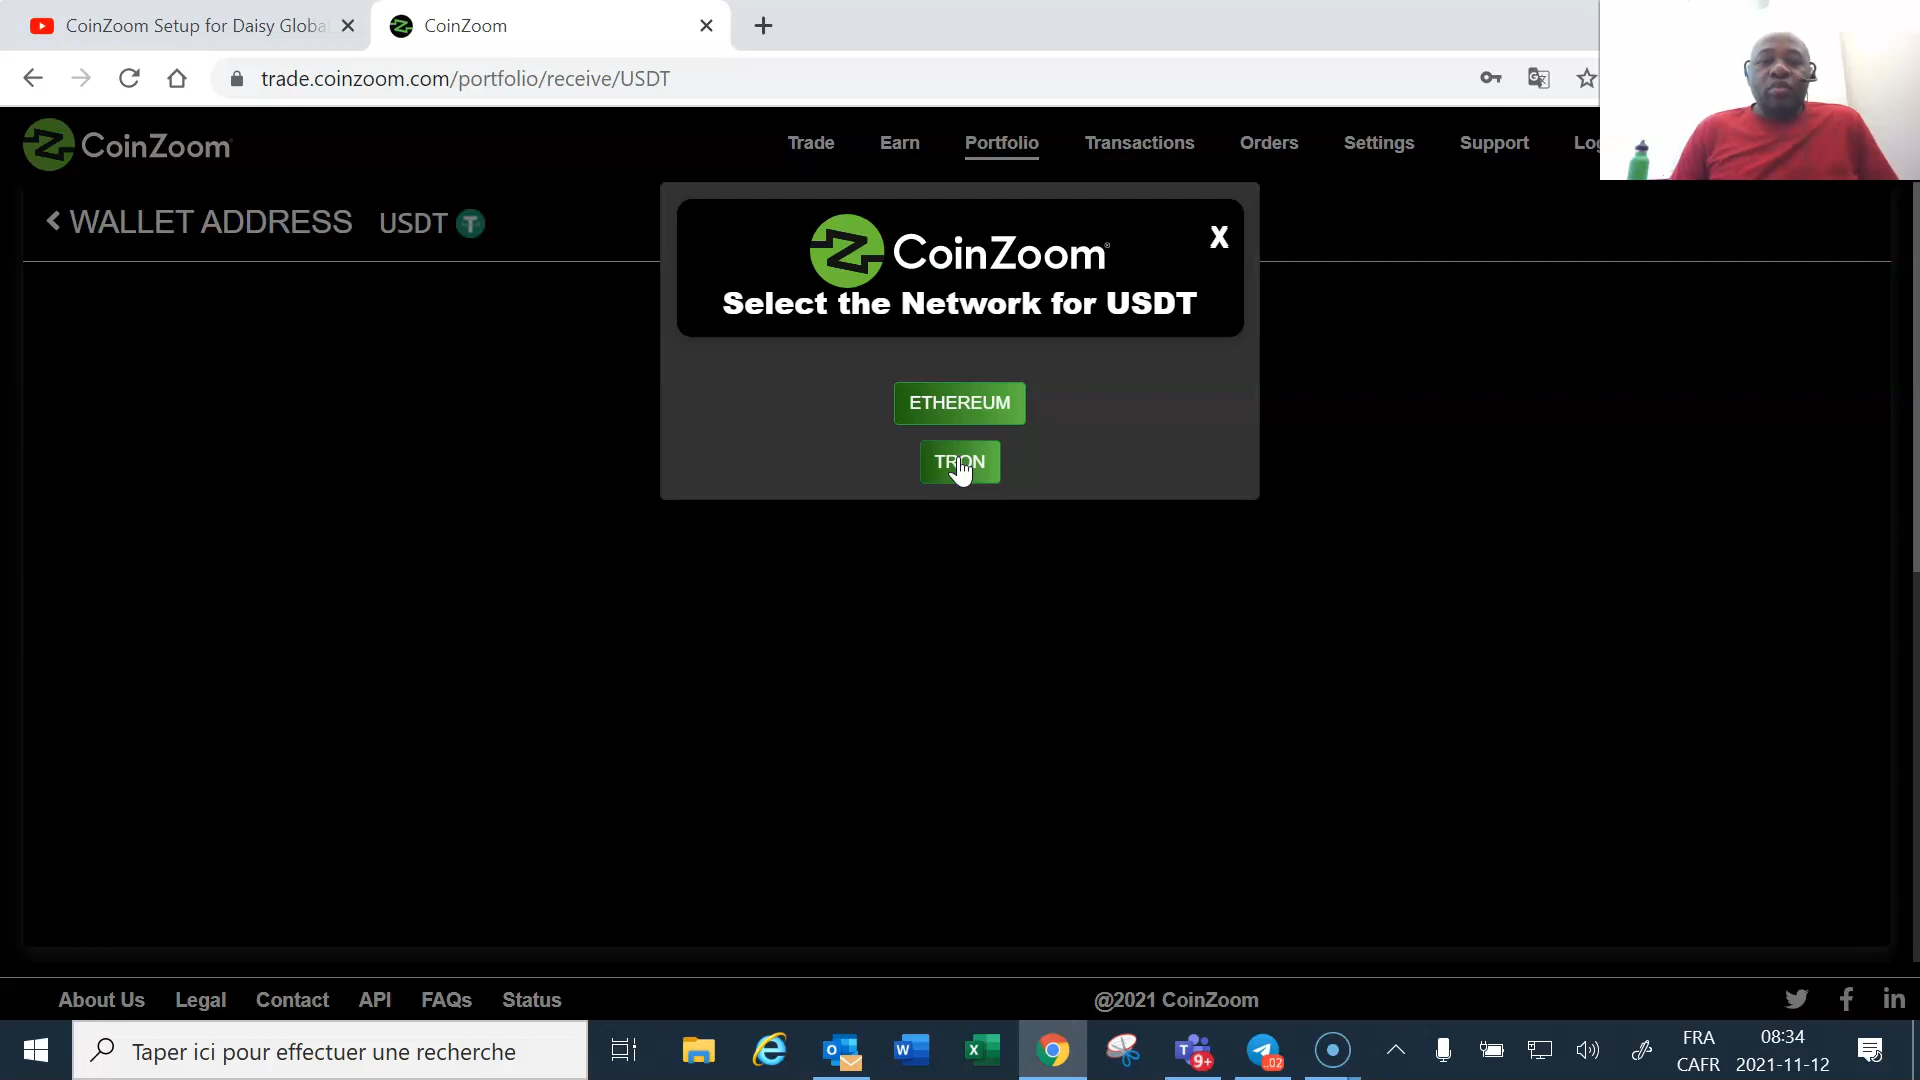 CoinZoom Setup for Daisy Globa
CoinZoom
trade.coinzoom.com/portfolio/receive/USDT
CoinZoom
Trade
Earn
Portfolio
Transactions
Orders
Settings
Support
WALLET ADDRESS USDT
CoinZoom
X
Select the Network for USDT
ETHEREUM
TRON
About Us
Legal
Contact
API
FAQs
Status
@2021 CoinZoom
Taper ici pour effectuer une recherche
9+
02
FRA
CAFR
08:34
2021-11-12